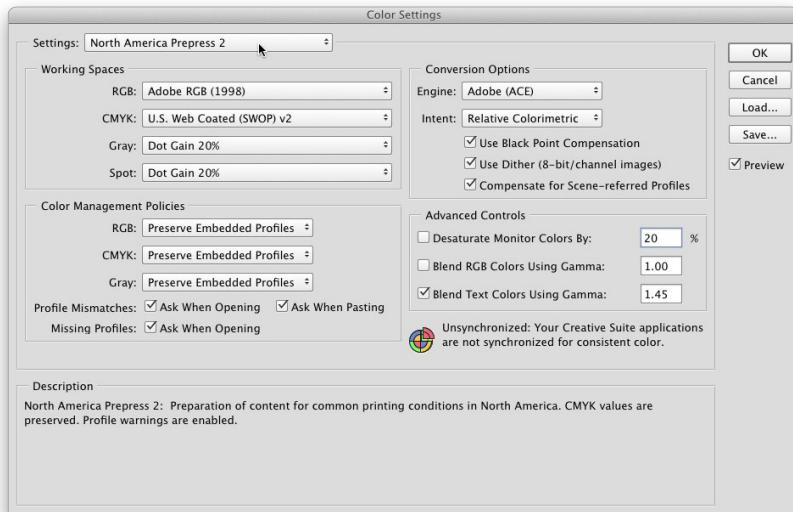 Color Settings
Settings: North America Prepress 2
Working Spaces
RGB: Adobe RGB (1998)
CMYK: U.S. Web Coated (SWOP) v2
Gray: Dot Gain 20%
Spot: Dot Gain 20%
Color Management Policies
RGB: Preserve Embedded Profiles
CMYK: Preserve Embedded Profiles
Gray: Preserve Embedded Profiles
Profile Mismatches: Ask When Opening Ask When Pasting
Missing Profiles: Ask When Opening
Conversion Options
Engine: Adobe (ACE)
Intent: Relative Colorimetric
Use Black Point Compensation
Use Dither (8-bit/channel images)
Compensate for Scene-referred Profiles
Advanced Controls
Desaturate Monitor Colors By: 20 %
Blend RGB Colors Using Gamma: 1.00
Blend Text Colors Using Gamma: 1.45
Unsynchronized: Your Creative Suite applications
are not synchronized for consistent color.
OK
Cancel
Load...
Save...
Preview
Description
North America Prepress 2: Preparation of content for common printing conditions in North America. CMYK values are
preserved. Profile warnings are enabled.